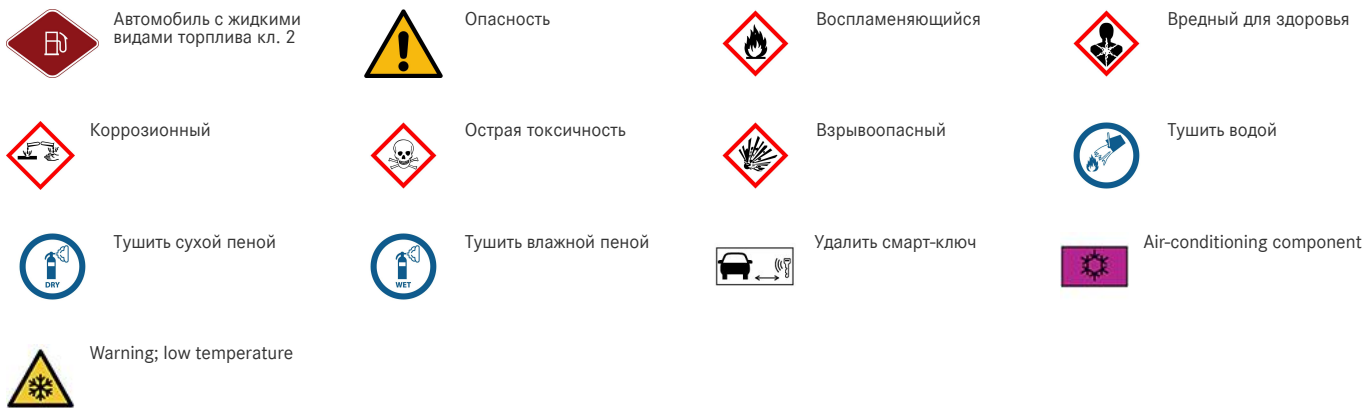 Автомобиль с жидкими
видами торплива кл. 2
Опасность
Воспламеняющийся
Вредный для здоровья
Коррозионный
Острая токсичность
Взрывоопасный
Тушить водой
DRY
Тушить сухой пеной
WET
Тушить влажной пеной
Удалить смарт-ключ
Air-conditioning component
Warning; low temperature